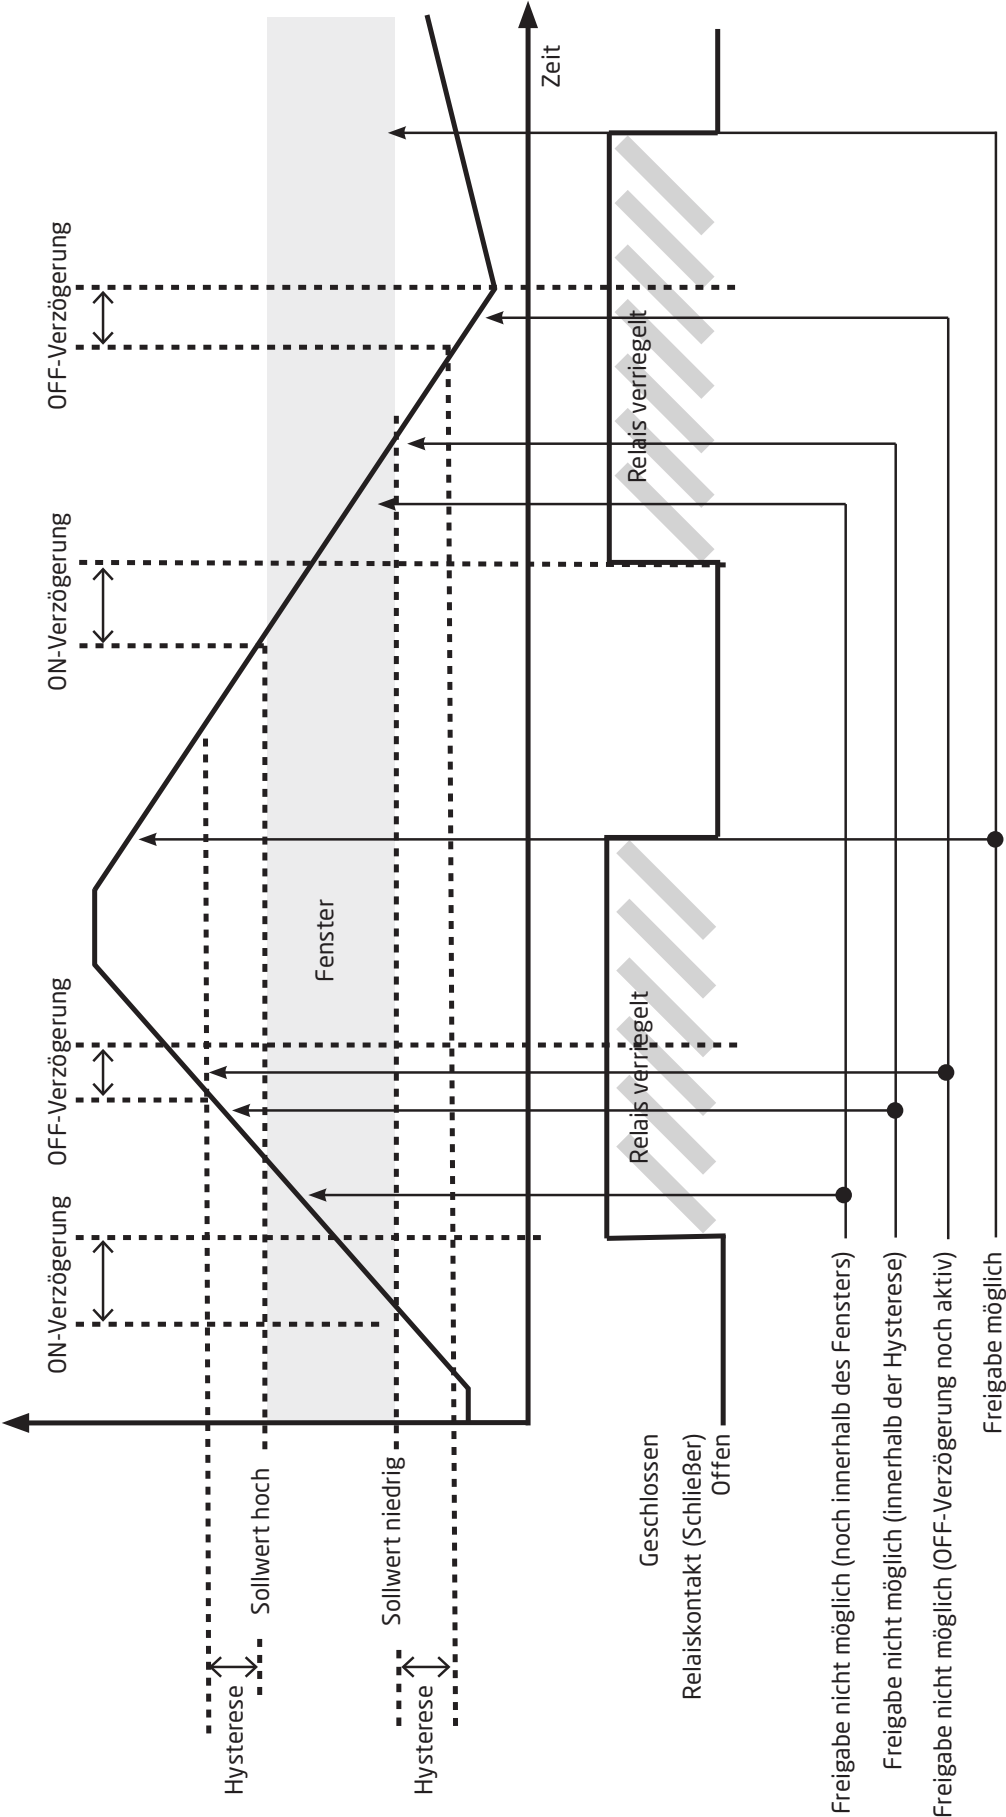 ON-Verzögerung
OFF-Verzögerung
ON-Verzögerung
OFF-Verzögerung
Hysterese
Sollwert hoch
Fenster
Sollwert niedrig
Hysterese
Zeit
Geschlossen
Relaiskontakt (Schließer)
Offen
Relais verriegelt
Relais verriegelt
Freigabe nicht möglich (noch innerhalb des Fensters)
Freigabe nicht möglich (innerhalb der Hysterese)
Freigabe nicht möglich (OFF-Verzögerung noch aktiv)
Freigabe möglich